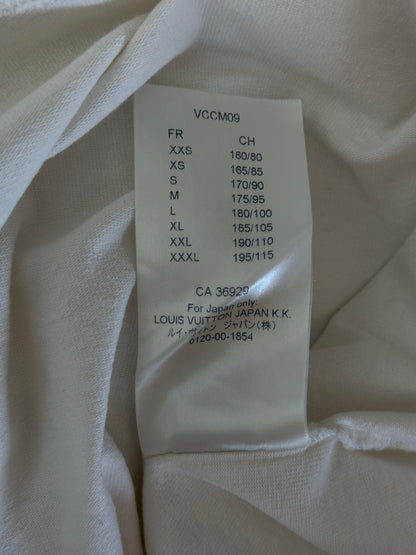 VCCM09
FR CH
XXS 160/80
XS 165/85
S 170/90
M 175/95
L 180/100
XL 185/105
XXL 190/110
XXXL 195/115
CA 36929
For Japan only:
LOUIS VUITTON JAPAN K.K.
ルイ・ヴィトン ジャパン(株)
0120-00-1854